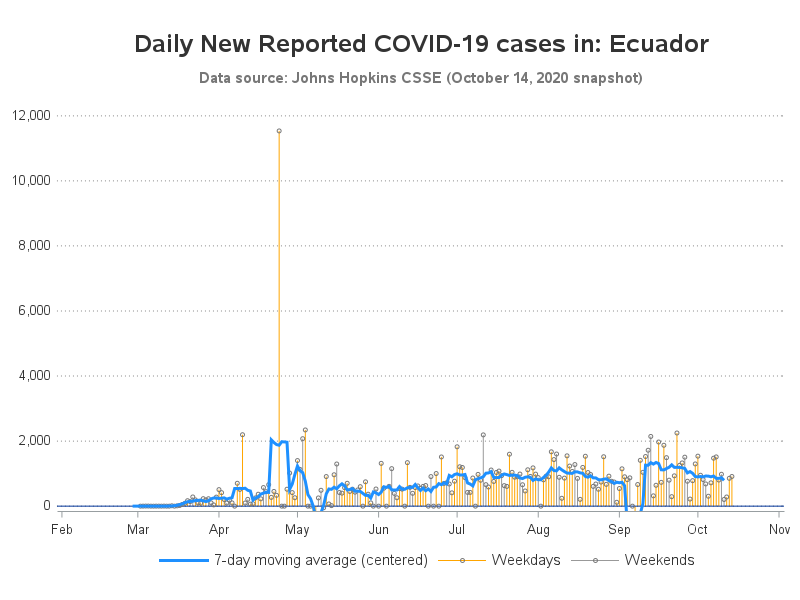 Daily New Reported COVID-19 cases in: Ecuador
Data source: Johns Hopkins CSSE (October 14, 2020 snapshot)
12,000
10,000
8,000
6,000
4,000
2,000
0
Feb Mar Apr May Jun Jul Aug Sep Oct Nov
7-day moving average (centered) Weekdays Weekends